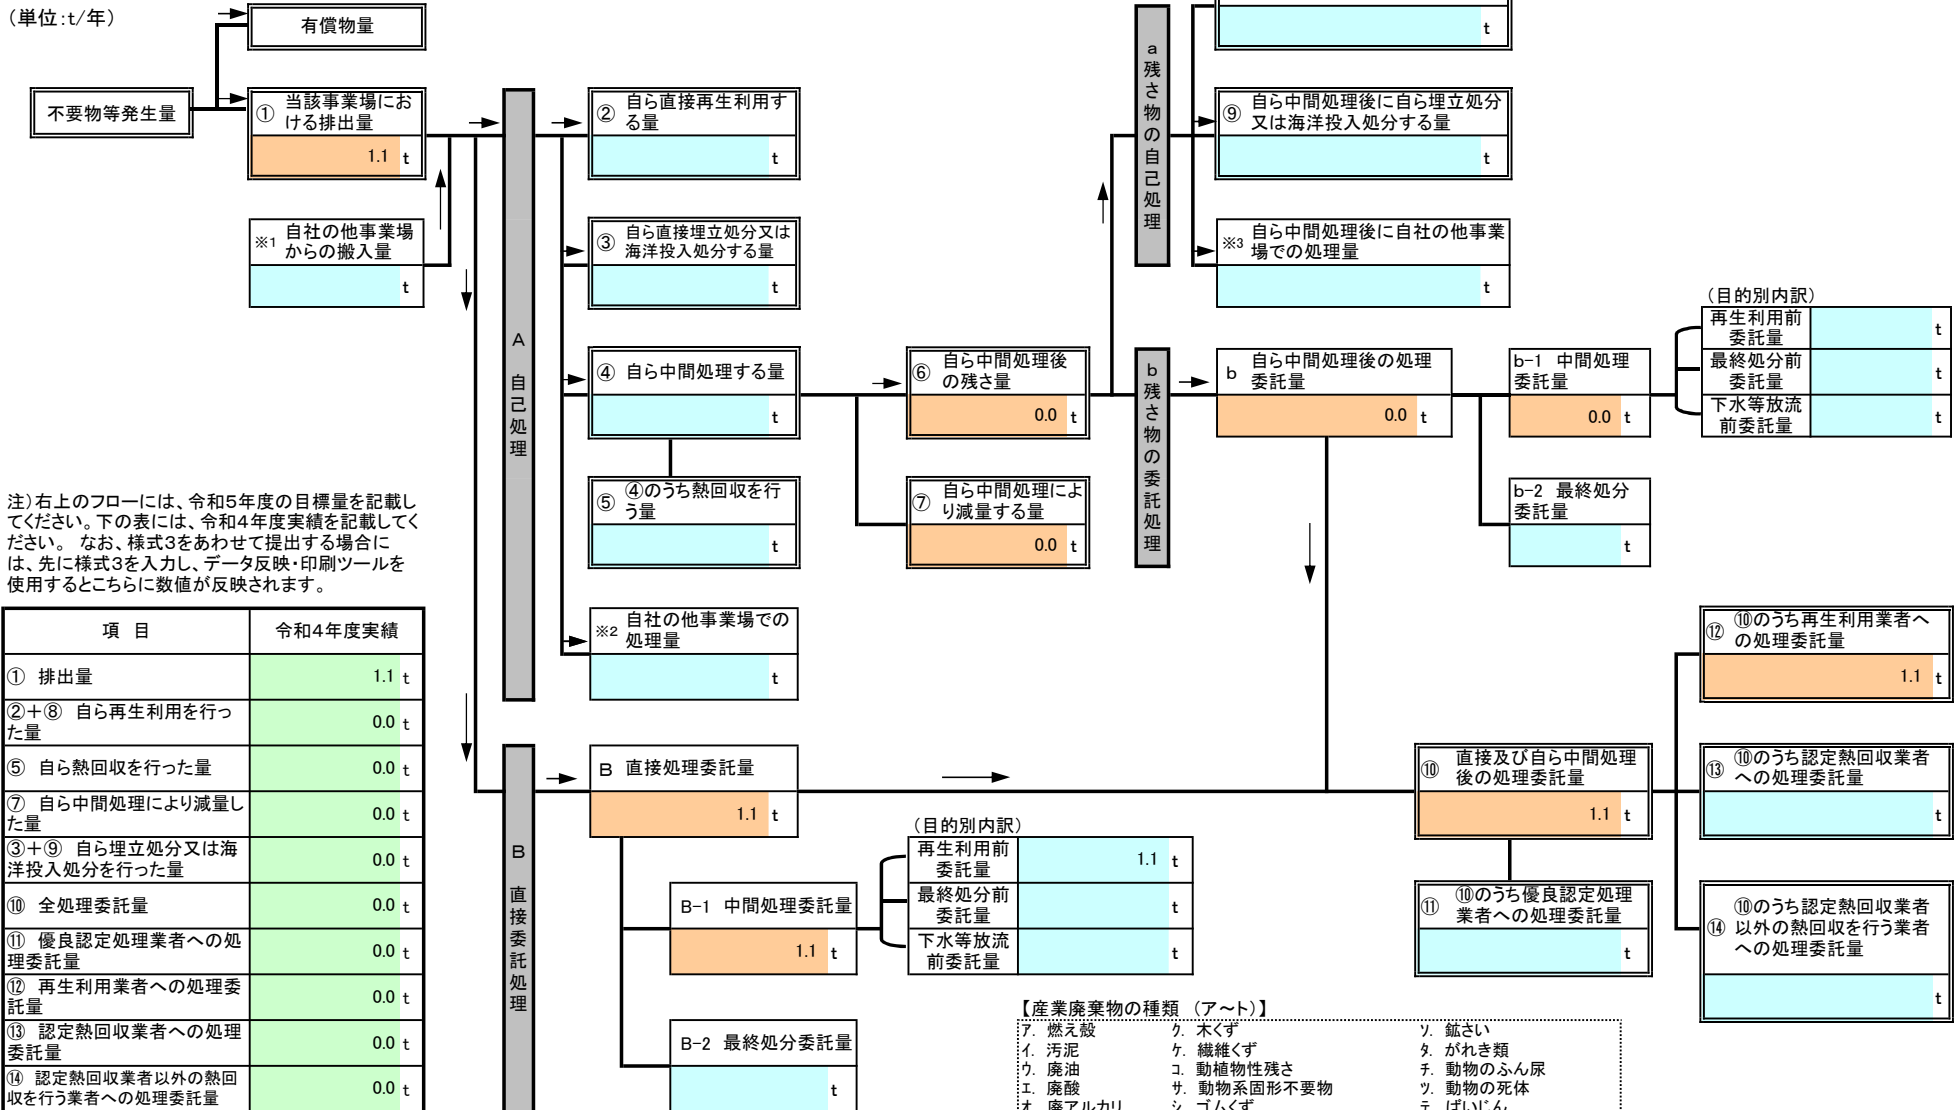 （単位：t/年）
有償物量
不要物等発生量
① 当該事業場にお
ける排出量
1.1 t
※1 自社の他事業場
からの搬入量
t
A 自己処理
② 自ら直接再生利用す
る量
t
③ 自ら直接埋立処分又は
海洋投入処分する量
t
④ 自ら中間処理する量
t
⑤ ④のうち熱回収を行
う量
t
※2 自社の他事業場での
処理量
t
⑥ 自ら中間処理後
の残さ量
0.0 t
⑦ 自ら中間処理によ
り減量する量
0.0 t
a 残さ物の自己処理
t
⑨ 自ら中間処理後に自ら埋立処分
又は海洋投入処分する量
t
※3 自ら中間処理後に自社の他事業
場での処理量
t
b 残さ物の委託処理
b 自ら中間処理後の処理
委託量
0.0 t
b-1 中間処理
委託量
0.0 t
b-2 最終処分
委託量
t
（目的別内訳）
再生利用前
委託量
t
最終処分前
委託量
t
下水等放流
前委託量
t
注）右上のフローには、令和５年度の目標量を記載し
てください。下の表には、令和４年度実績を記載してく
ださい。 なお、様式３をあわせて提出する場合に
は、先に様式３を入力し、データ反映・印刷ツールを
使用するとこちらに数値が反映されます。
項 目 令和４年度実績
① 排出量 1.1 t
②＋⑧ 自ら再生利用を行っ
た量 0.0 t
⑤ 自ら熱回収を行った量 0.0 t
⑦ 自ら中間処理により減量し
た量 0.0 t
③＋⑨ 自ら埋立処分又は海
洋投入処分を行った量 0.0 t
⑩ 全処理委託量 0.0 t
⑪ 優良認定処理業者への処
理委託量 0.0 t
⑫ 再生利用業者への処理委
託量 0.0 t
⑬ 認定熱回収業者への処理
委託量 0.0 t
⑭ 認定熱回収業者以外の熱回
収を行う業者への処理委託量 0.0 t
B 直接委託処理
B 直接処理委託量
1.1 t
B-1 中間処理委託量
1.1 t
B-2 最終処分委託量
t
（目的別内訳）
再生利用前
委託量
1.1 t
最終処分前
委託量
t
下水等放流
前委託量
t
⑩ 直接及び自ら中間処理
後の処理委託量
1.1 t
⑪ ⑩のうち優良認定処理
業者への処理委託量
t
⑫ ⑩のうち再生利用業者へ
の処理委託量
1.1 t
⑬ ⑩のうち認定熱回収業者
への処理委託量
t
⑭ ⑩のうち認定熱回収業者
以外の熱回収を行う業者
への処理委託量
t
【産業廃棄物の種類 （ア～ト）】
ア. 燃え殻 ク. 木くず ソ. 鉱さい
イ. 汚泥 ケ. 繊維くず タ. がれき類
ウ. 廃油 コ. 動植物性残さ チ. 動物のふん尿
エ. 廃酸 サ. 動物系固形不要物 ツ. 動物の死体
オ. 廃アルカリ シ. ゴムくず テ. ばいじん